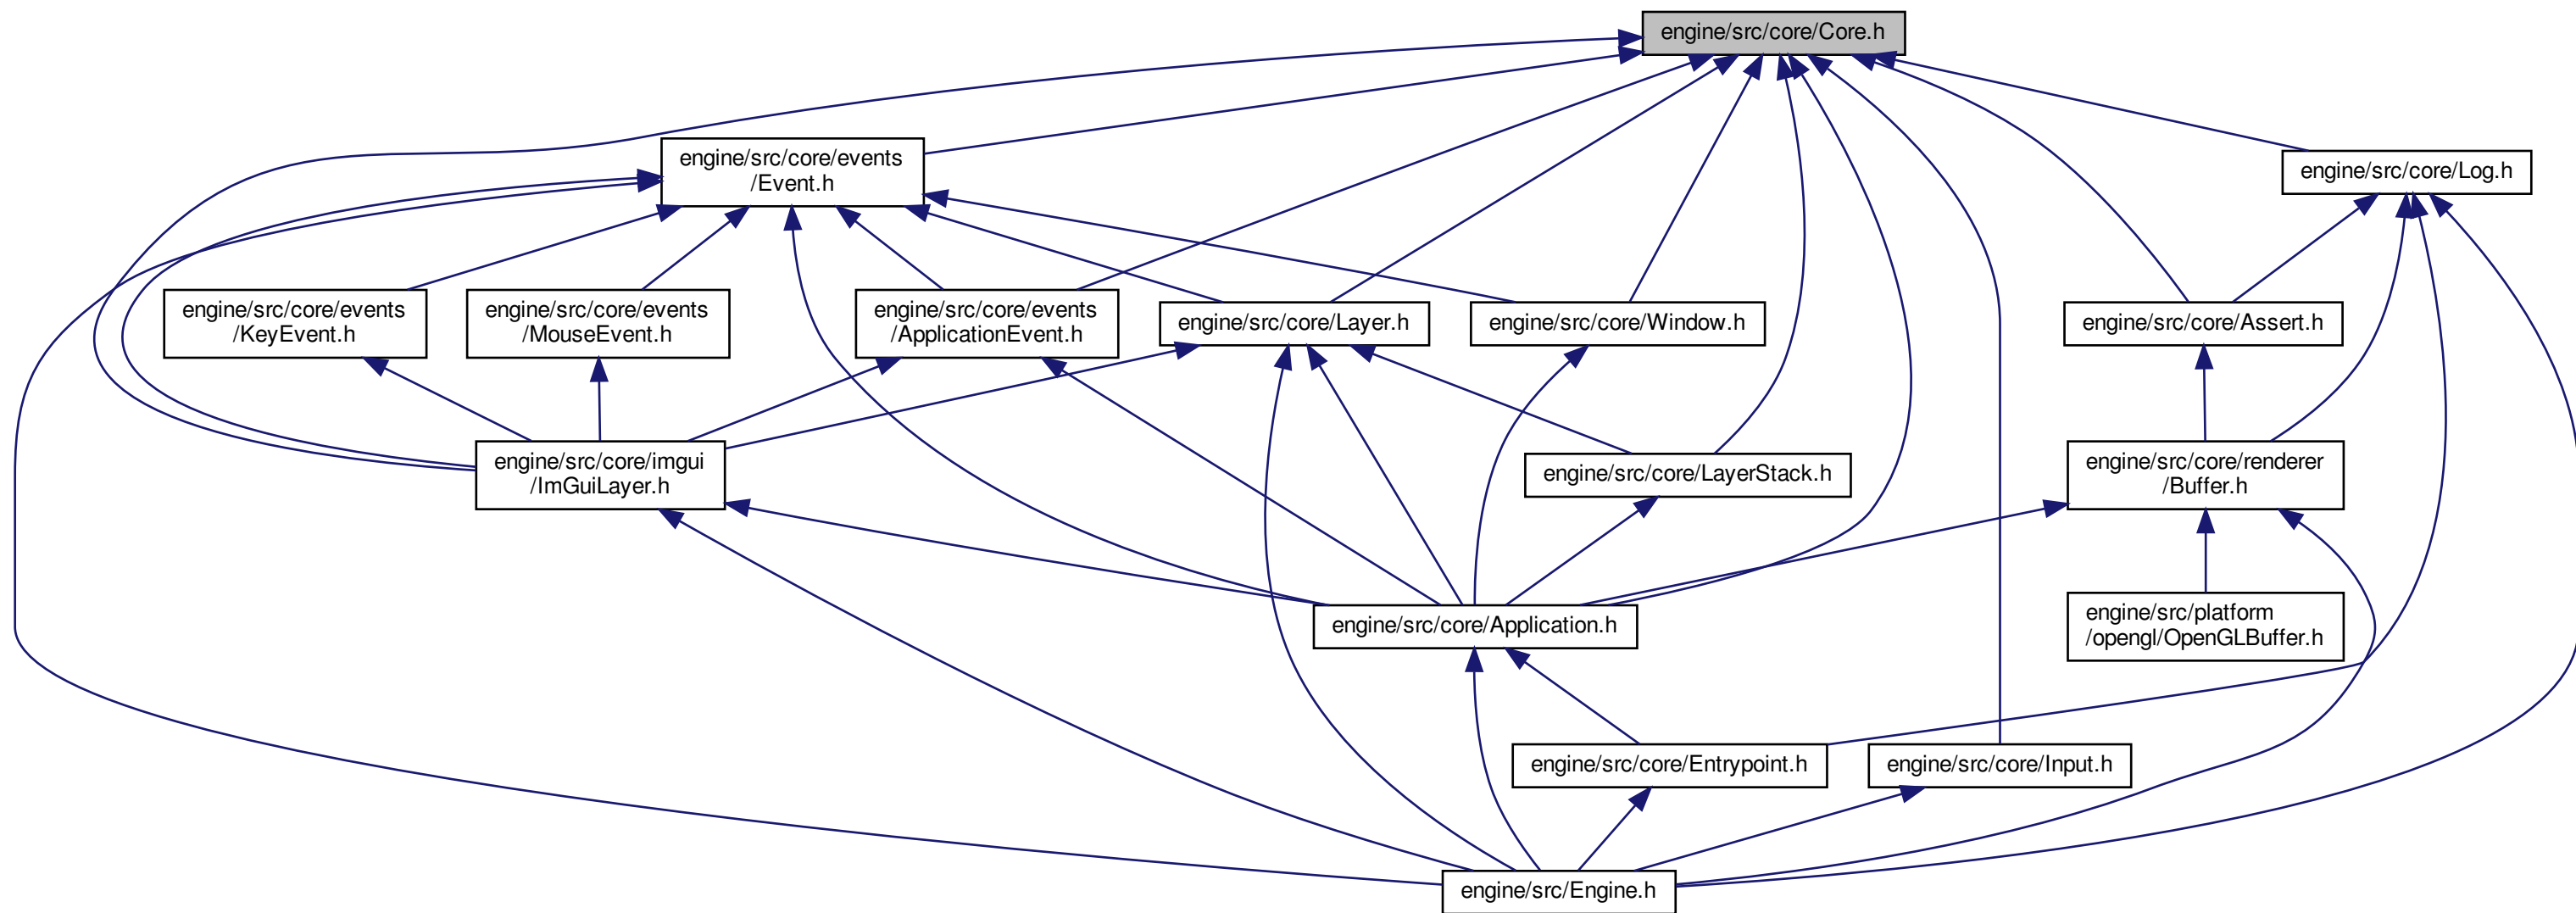 engine/src/core/Core.h
engine/src/core/events
/Event.h
engine/src/core/Log.h
engine/src/core/events
/KeyEvent.h
engine/src/core/events
/MouseEvent.h
engine/src/core/events
/ApplicationEvent.h
engine/src/core/Layer.h
engine/src/core/Window.h
engine/src/core/Assert.h
engine/src/core/imgui
/ImGuiLayer.h
engine/src/core/LayerStack.h
engine/src/core/renderer
/Buffer.h
engine/src/core/Application.h
engine/src/platform
/opengl/OpenGLBuffer.h
engine/src/core/Entrypoint.h
engine/src/core/Input.h
engine/src/Engine.h